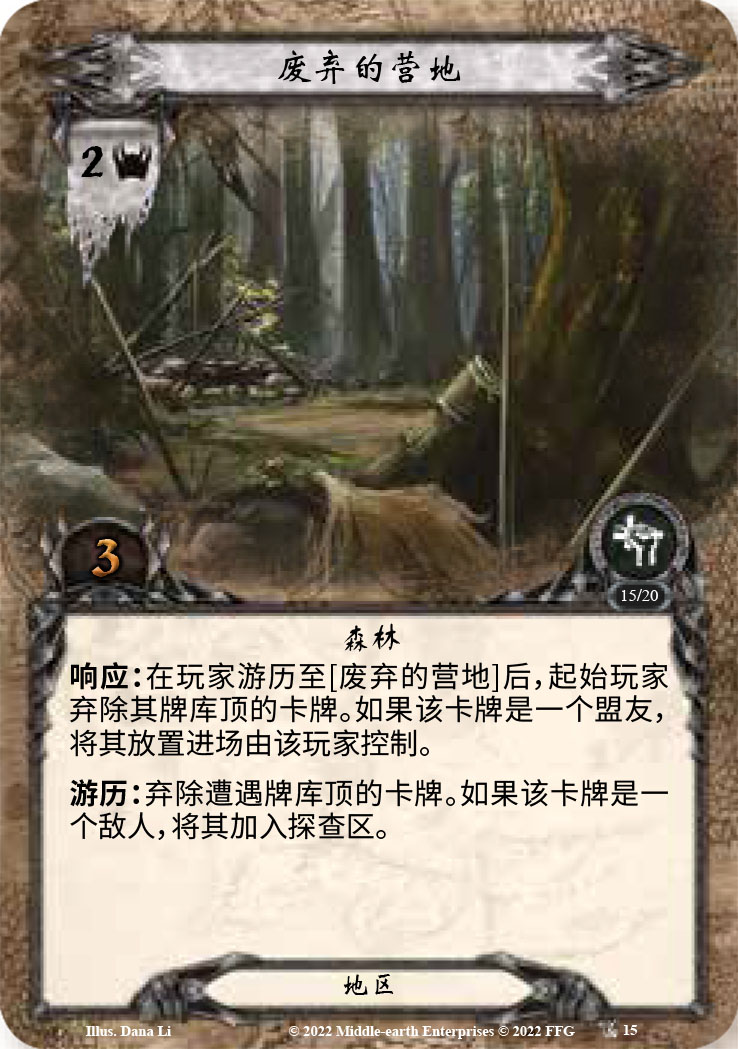 废弃的营地
2
3
15/20
森林
响应：在玩家游历至[废弃的营地]后，起始玩家
弃除其牌库顶的卡牌。如果该卡牌是一个盟友，
将其放置进场由该玩家控制。
游历：弃除遭遇牌库顶的卡牌。如果该卡牌是一
个敌人，将其加入探查区。
地区
Illus. Dana Li
© 2022 Middle-earth Enterprises © 2022 FFG
15